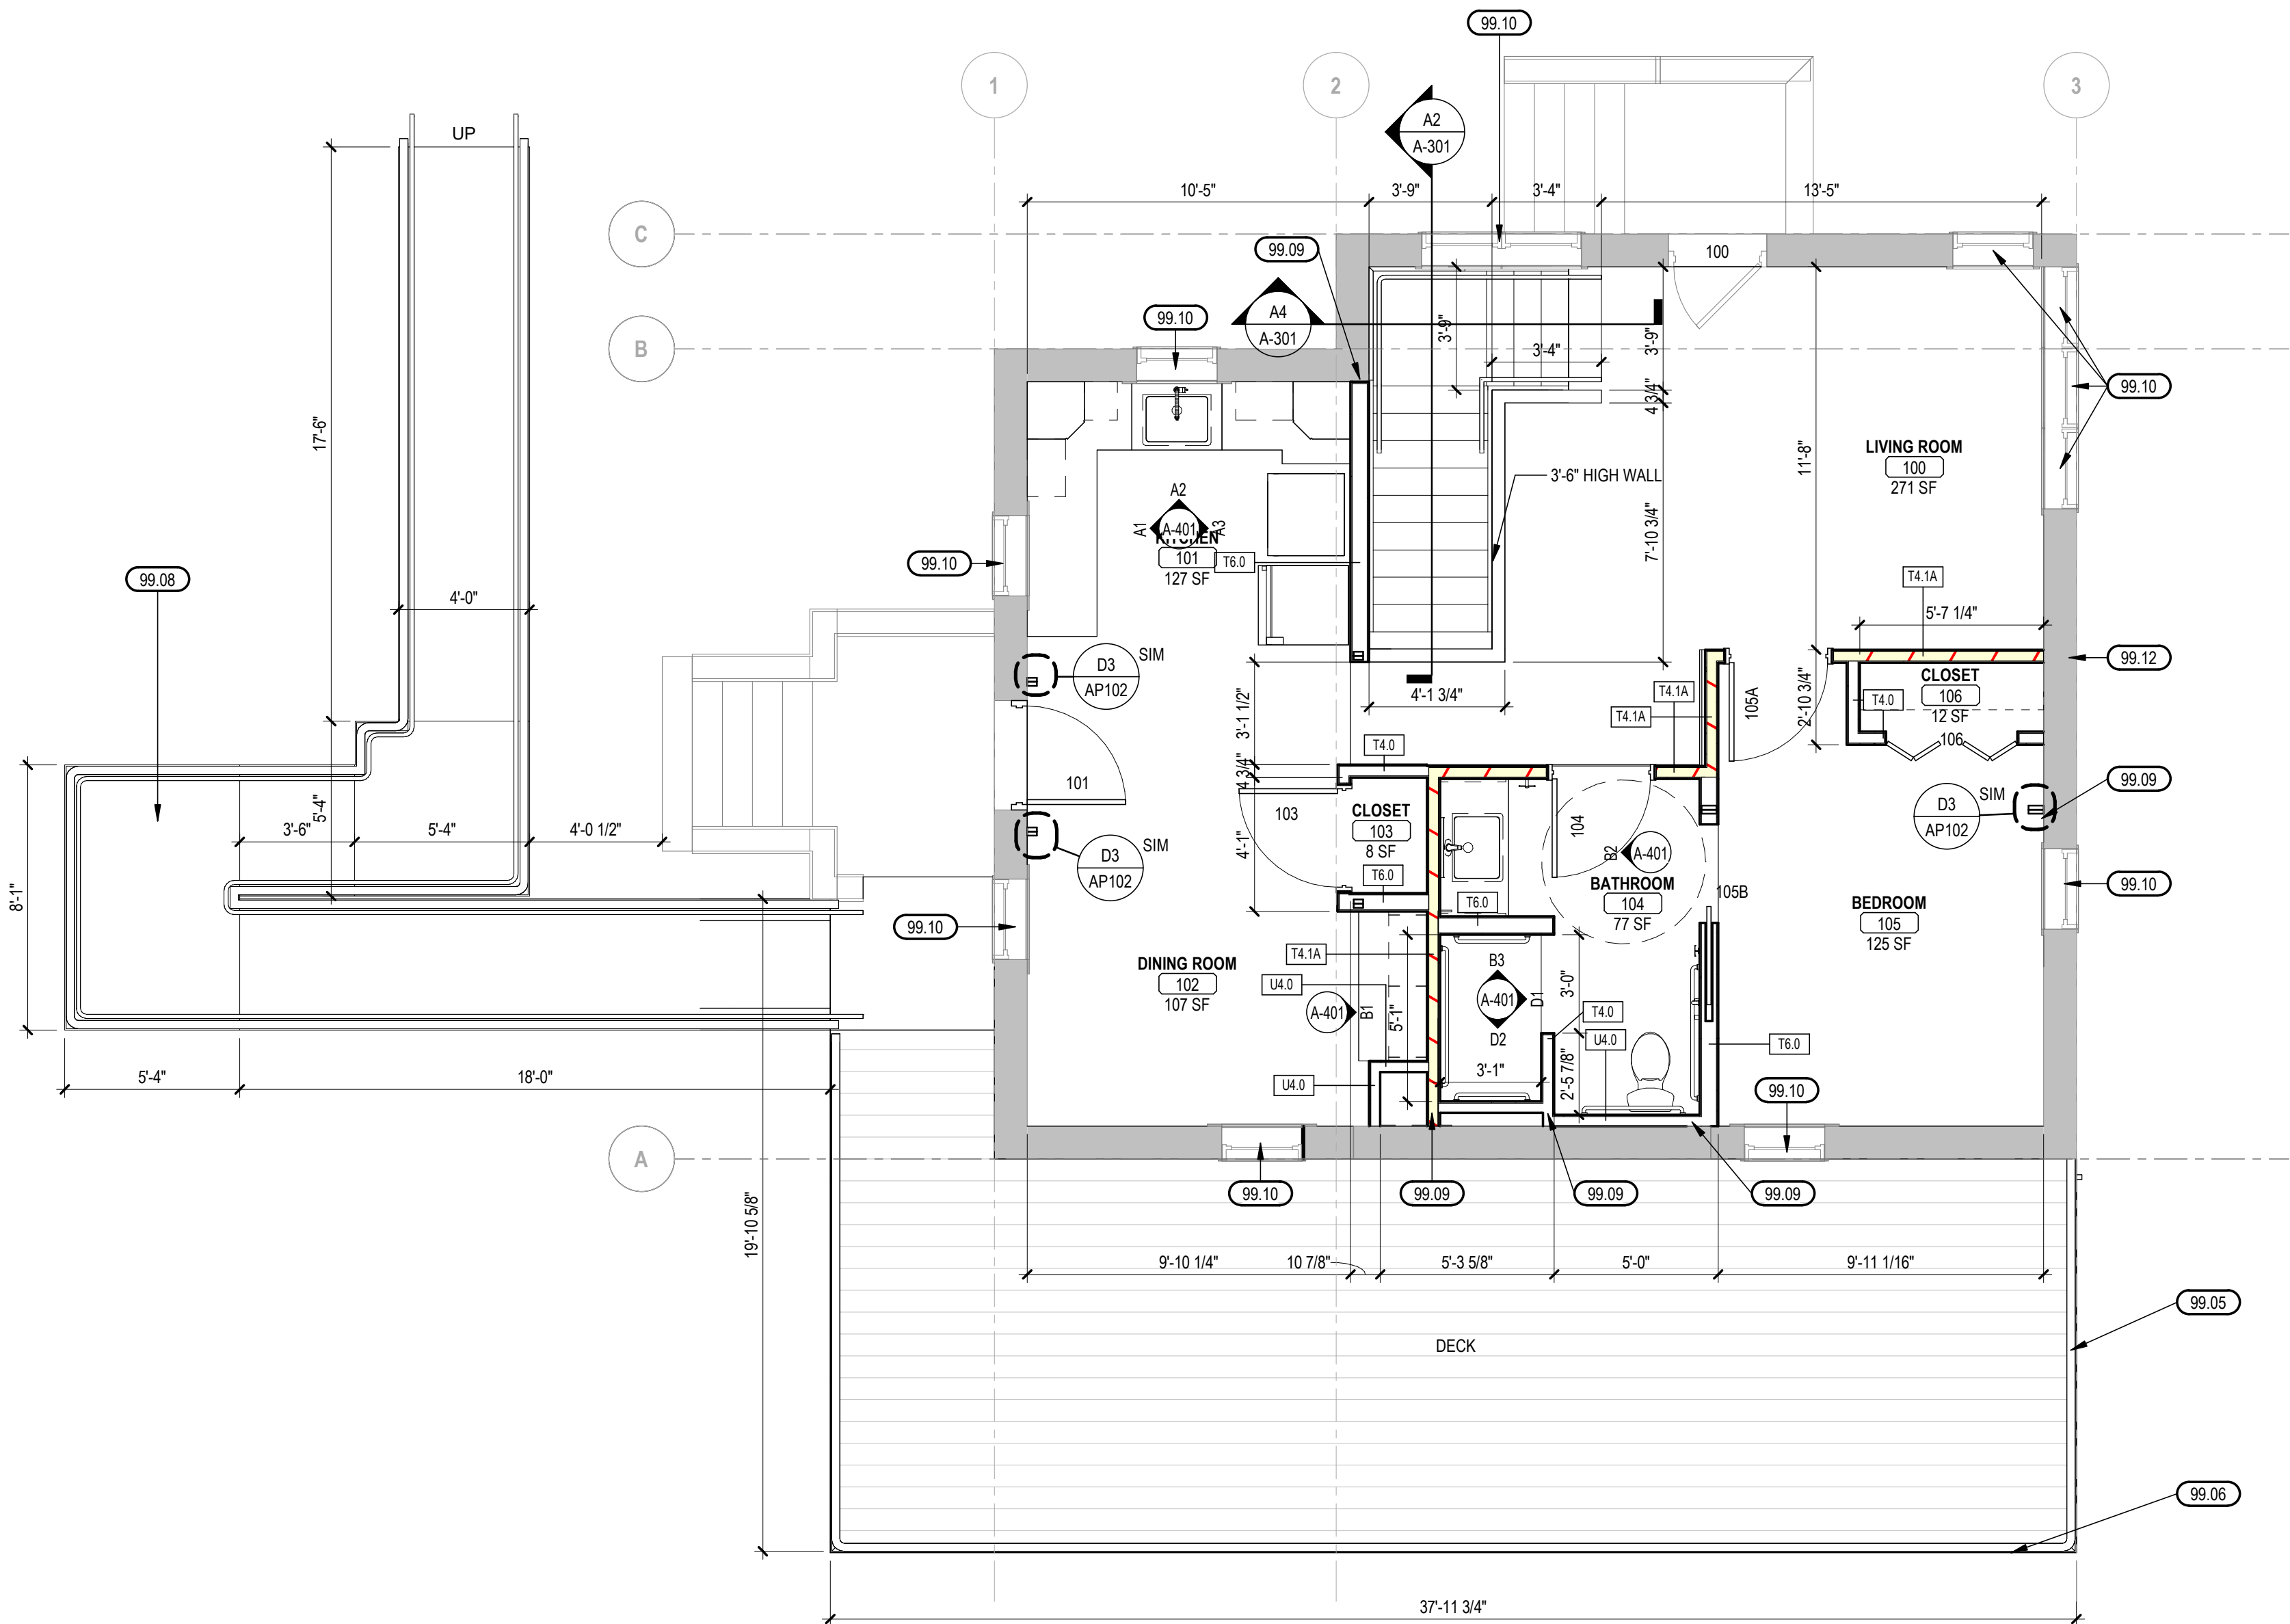 99.10
1
2
3
A2
A-301
UP
10'-5"
3'-9"
3'-4"
13'-5"
C
99.09
100
A4
A-301
99.10
B
3'-9"
3'-4"
3'-9"
4 3/4"
99.10
17'-6"
11'-8"
LIVING ROOM
100
271 SF
3'-6" HIGH WALL
A2
A1
A-401
A3
KITCHEN
101
127 SF
T6.0
7'-10 3/4"
99.10
99.08
4'-0"
T4.1A
5'-7 1/4"
D3
AP102
SIM
99.12
CLOSET
106
12 SF
T4.0
106
2'-10 3/4"
105A
T4.1A
T4.1A
4'-1 3/4"
3'-1 1/2"
T4.0
4 3/4"
101
103
CLOSET
103
8 SF
4'-1"
T6.0
104
B2
A-401
BATHROOM
104
77 SF
T6.0
105B
99.09
D3
AP102
SIM
3'-6"
5'-4"
5'-4"
4'-0 1/2"
D3
AP102
SIM
8'-1"
99.10
BEDROOM
105
125 SF
99.10
T4.1A
DINING ROOM
102
107 SF
U4.0
A-401
B1
5'-1"
B3
A-401
D1
D2
3'-0"
T4.0
U4.0
T6.0
3'-1"
2'-5 7/8"
U4.0
5'-4"
18'-0"
99.10
A
99.10
99.09
99.09
99.09
19'-10 5/8"
9'-10 1/4"
10 7/8"
5'-3 5/8"
5'-0"
9'-11 1/16"
99.05
DECK
99.06
37'-11 3/4"